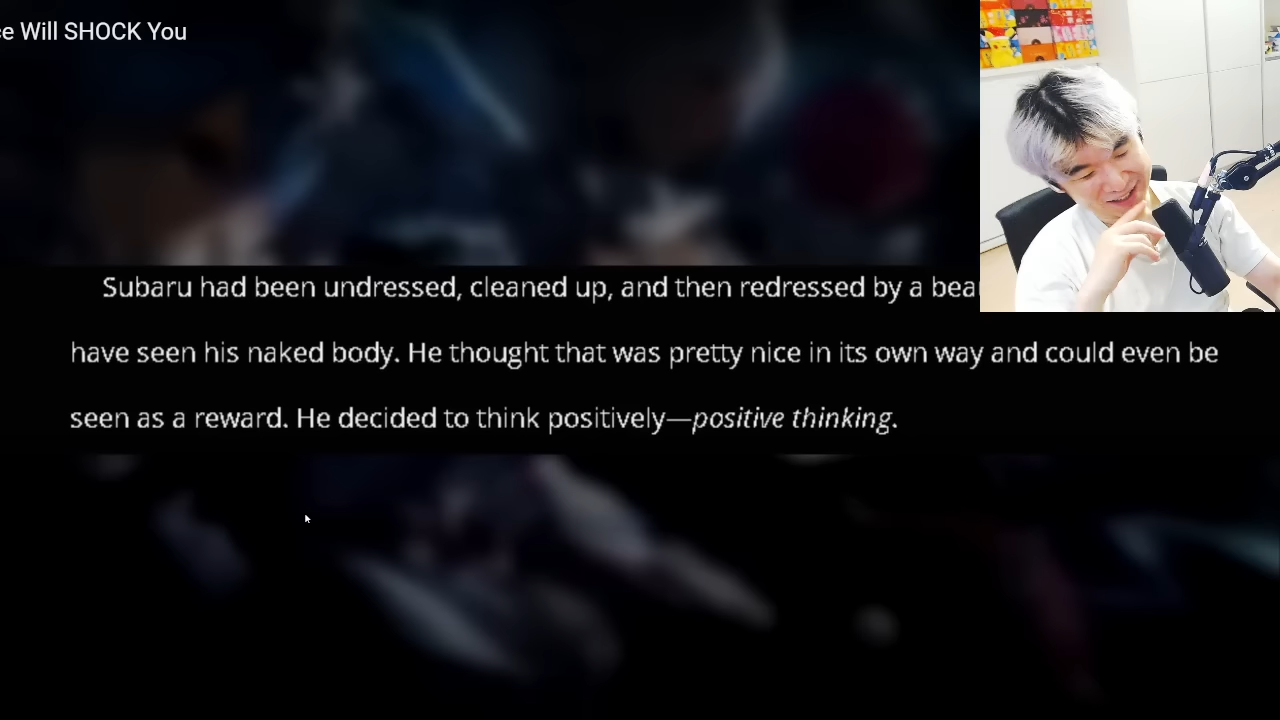 Will SHOCK You
Subaru had been undressed, cleaned up, and then redressed by a
have seen his naked body. He thought that was pretty nice in its own way and could even be
seen as a reward. He decided to think positively—positive thinking.